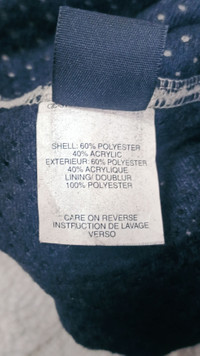 SHELL: 60% POLYESTER
40% ACRYLIC
EXTERIEUR: 60% POLYESTER
40% ACRYLIQUE
LINING/ DOUBLUR
100% POLYESTER
CARE ON REVERSE
INSTRUCTION DE LAVAGE
VERSO